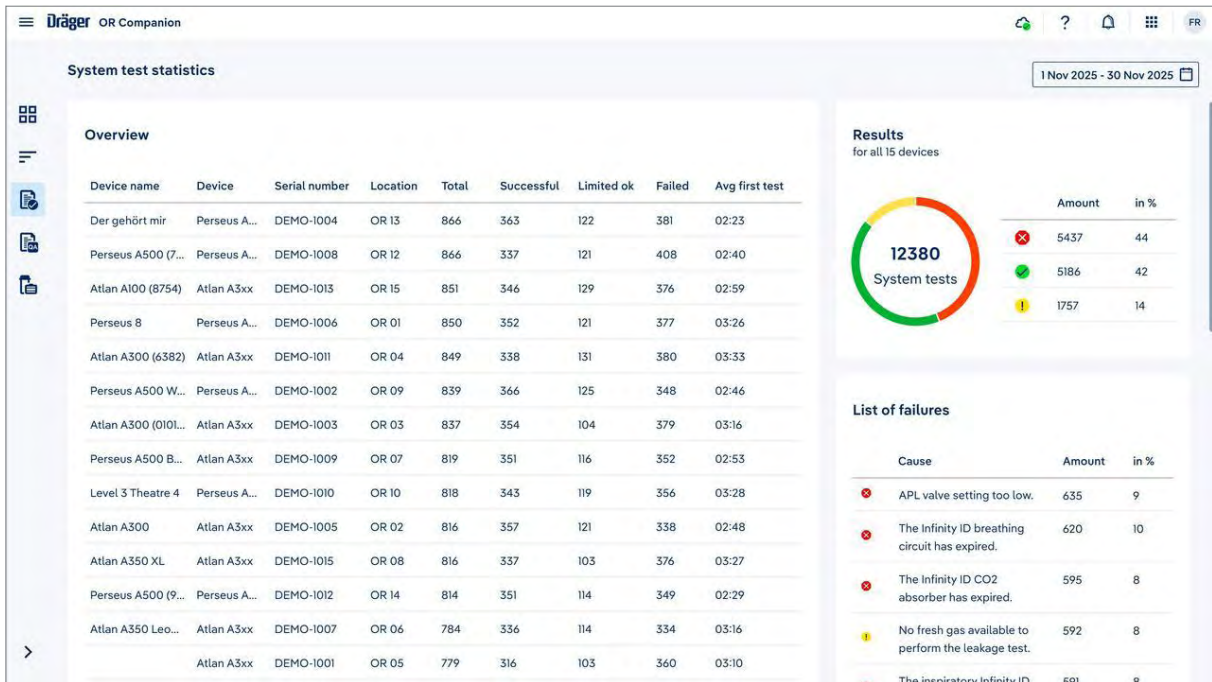 Dräger OR Companion
FR
System test statistics
1 Nov 2025 - 30 Nov 2025
Overview
Device name Device Serial number Location Total Successful Limited ok Failed Avg first test
Der gehört mir Perseus A... DEMO-1004 OR 13 866 363 122 381 02:23
Perseus A500 (7... Perseus A... DEMO-1008 OR 12 866 337 121 408 02:40
Atlan A100 (8754) Atlan A3xx DEMO-1013 OR 15 851 346 129 376 02:59
Perseus 8 Perseus A... DEMO-1006 OR 01 850 352 121 377 03:26
Atlan A300 (6382) Atlan A3xx DEMO-1011 OR 04 849 338 131 380 03:33
Perseus A500 W... Perseus A... DEMO-1002 OR 09 839 366 125 348 02:46
Atlan A300 (0101... Atlan A3xx DEMO-1003 OR 03 837 354 104 379 03:16
Perseus A500 B... Atlan A3xx DEMO-1009 OR 07 819 351 116 352 02:53
Level 3 Theatre 4 Perseus A... DEMO-1010 OR 10 818 343 119 356 03:28
Atlan A300 Atlan A3xx DEMO-1005 OR 02 816 357 121 338 02:48
Atlan A350 XL Atlan A3xx DEMO-1015 OR 08 816 337 103 376 03:27
Perseus A500 (9... Perseus A... DEMO-1012 OR 14 814 351 114 349 02:29
Atlan A350 Leo... Atlan A3xx DEMO-1007 OR 06 784 336 114 334 03:16
Atlan A3xx DEMO-1001 OR 05 779 316 103 360 03:10
Results
for all 15 devices
12380
System tests
Amount in %
5437 44
5186 42
1757 14
List of failures
Cause Amount in %
APL valve setting too low. 635 9
The Infinity ID breathing 620 10
circuit has expired.
The Infinity ID CO2 595 8
absorber has expired.
No fresh gas available to 592 8
perform the leakage test.
The inspiratory Infinity ID 591 8